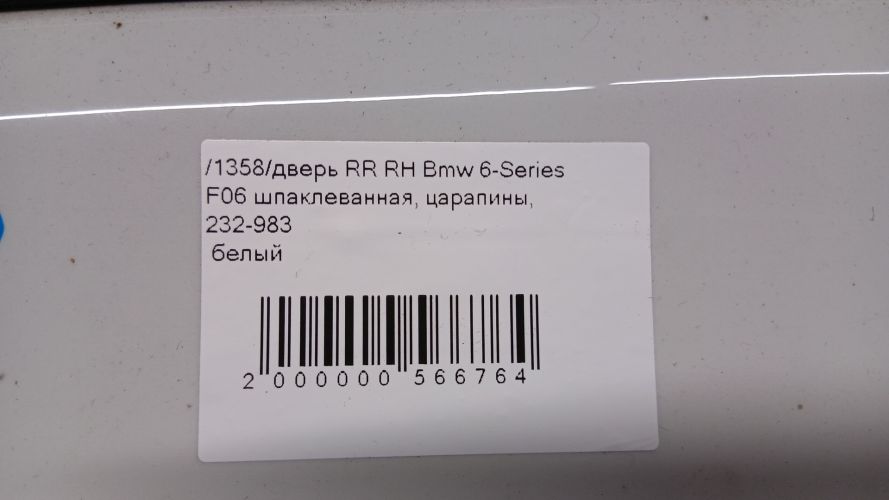 /1358/дверь RR RH Bmw 6-Series
F06 шпаклеванная, царапины,
232-983
белый
2 000000 566764